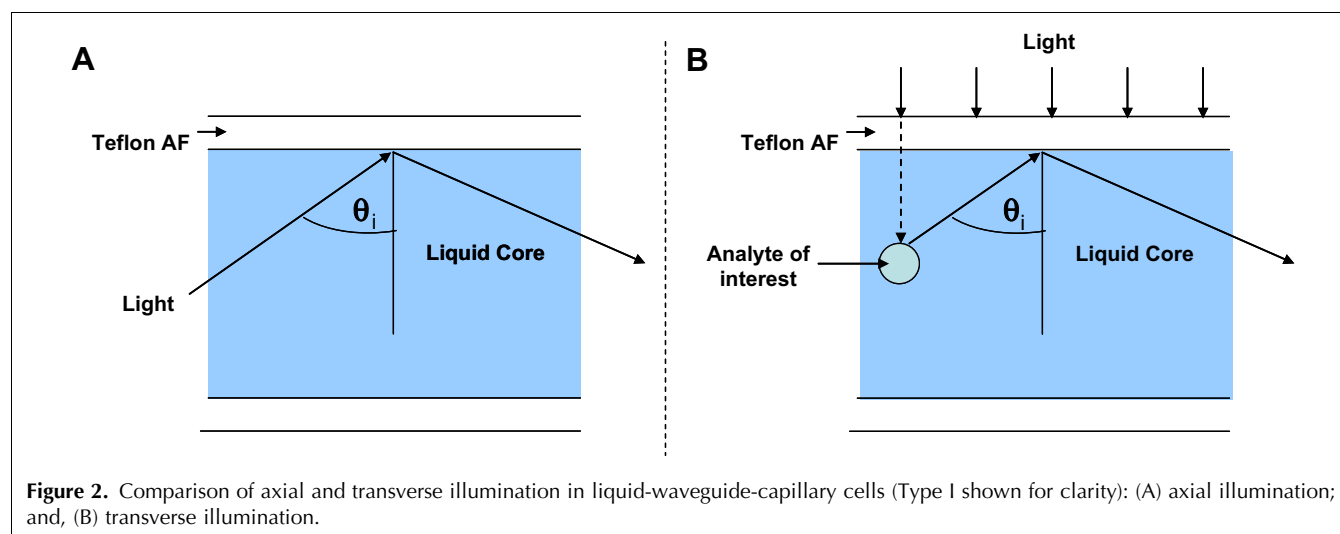 A
Teflon AF
θi
Liquid Core
Light
B
Light
Teflon AF
θi
Analyte of
interest
Liquid Core
Figure 2. Comparison of axial and transverse illumination in liquid-waveguide-capillary cells (Type I shown for clarity): (A) axial illumination;
and, (B) transverse illumination.